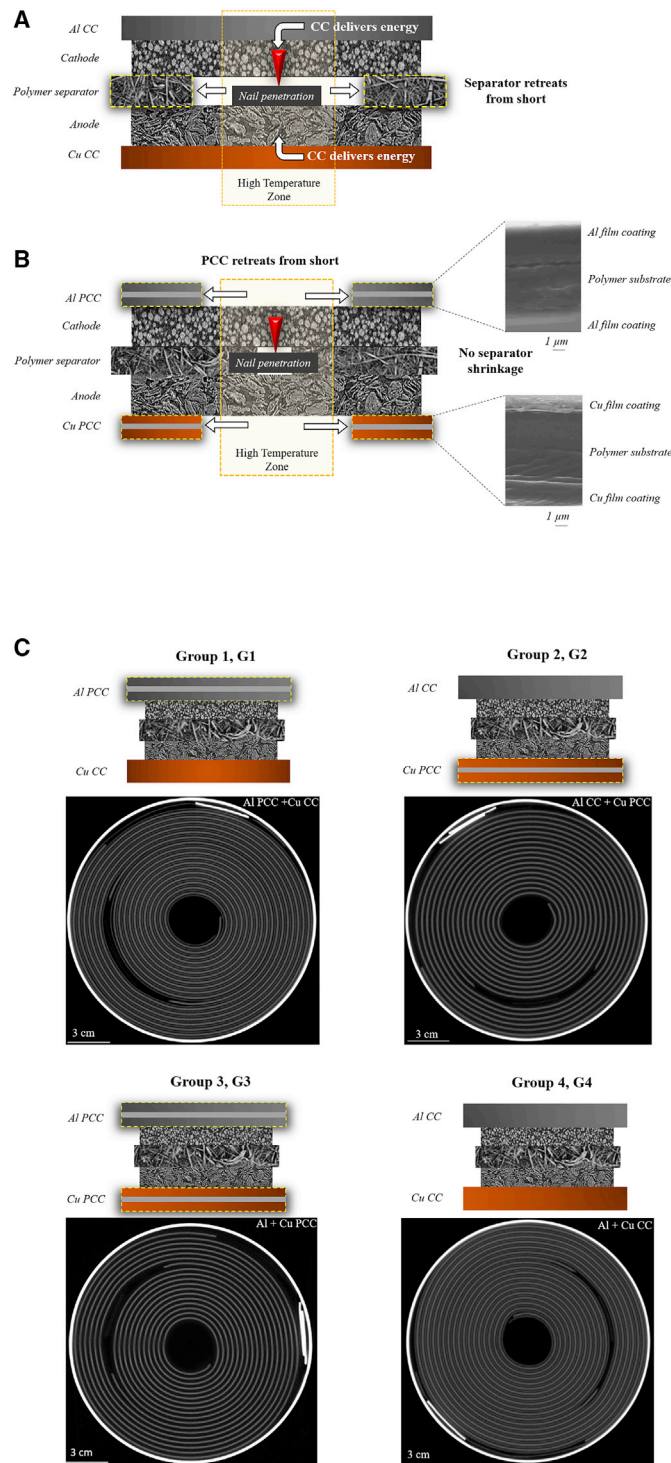 A
Al CC
CC delivers energy
Cathode
Polymer separator
Nail penetration
Separator retreats
from short
Anode
Cu CC
CC delivers energy
High Temperature
Zone
B
PCC retreats from short
Al PCC
Cathode
Polymer separator
Nail penetration
No separator
shrinkage
Anode
Cu PCC
High Temperature
Zone
Al film coating
Polymer substrate
Al film coating
1 µm
Cu film coating
Polymer substrate
Cu film coating
1 µm
C
Group 1, G1
Al PCC
Cu CC
Al PCC +Cu CC
3 cm
Group 2, G2
Al CC
Cu PCC
Al CC + Cu PCC
3 cm
Group 3, G3
Al PCC
Cu PCC
Al + Cu PCC
3 cm
Group 4, G4
Al CC
Cu CC
Al + Cu CC
3 cm